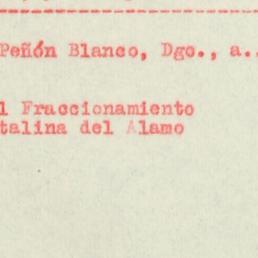 Peñón Blanco, Dgo., a..
l Fraccionamiento
talina del Alamo